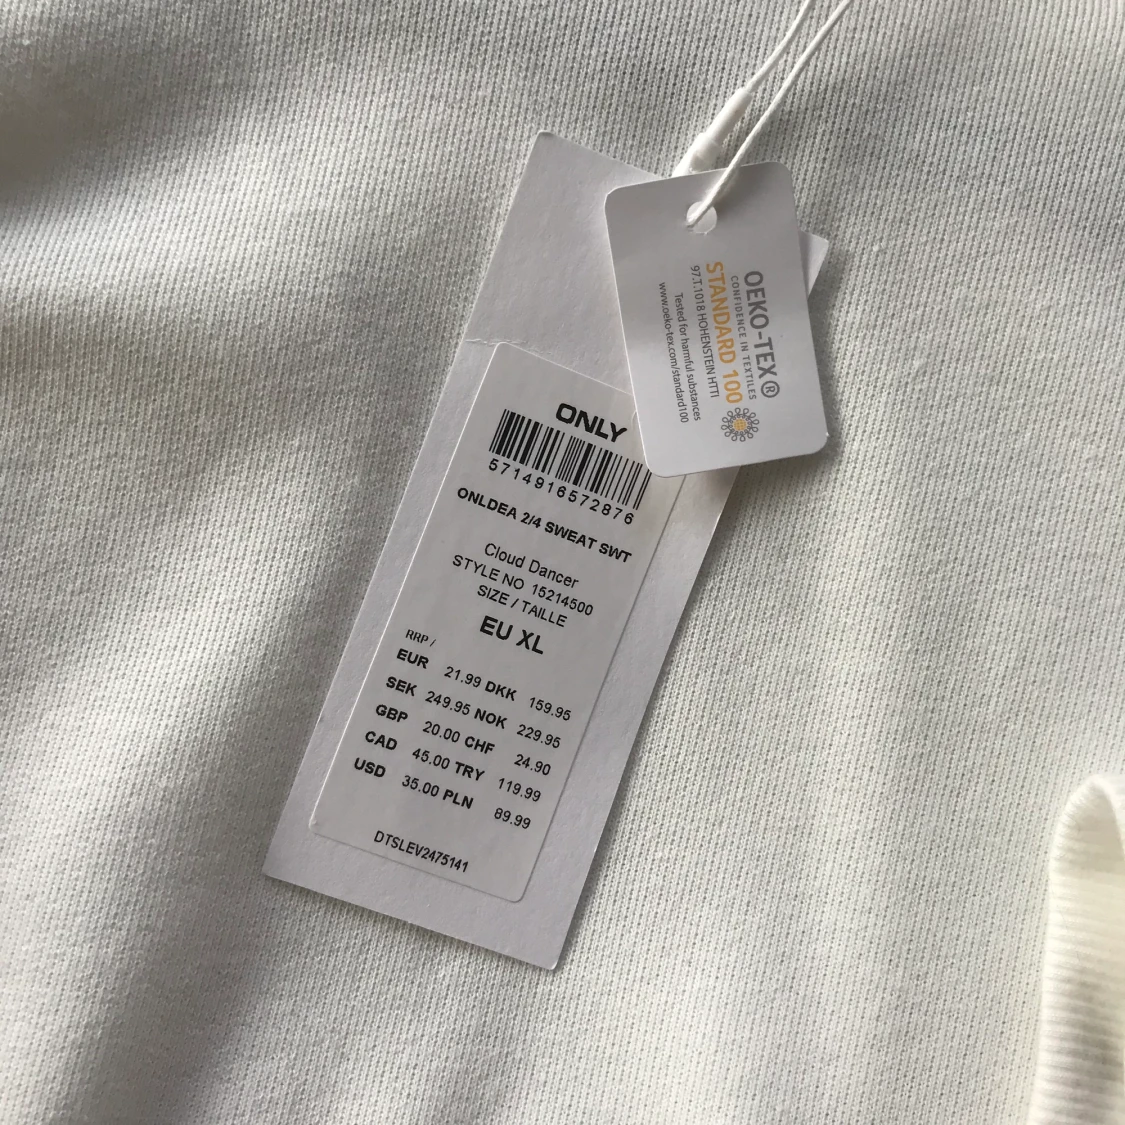 ONLY
5714916572876
ONLDEA 2/4 SWEAT SWT
Cloud Dancer
STYLE NO 15214500
SIZE / TAILLE
EU XL
RRP /
EUR 21.99 DKK 159.95
SEK 249.95 NOK 229.95
GBP 20.00 CHF 24.90
CAD 45.00 TRY 119.99
USD 35.00 PLN 89.99
DTSLEV2475141
OEKO-TEX®
CONFIDENCE IN TEXTILES
STANDARD 100
97.T.1018 HOHENSTEIN HTTI
Tested for harmful substances
www.oeko-tex.com/standard100